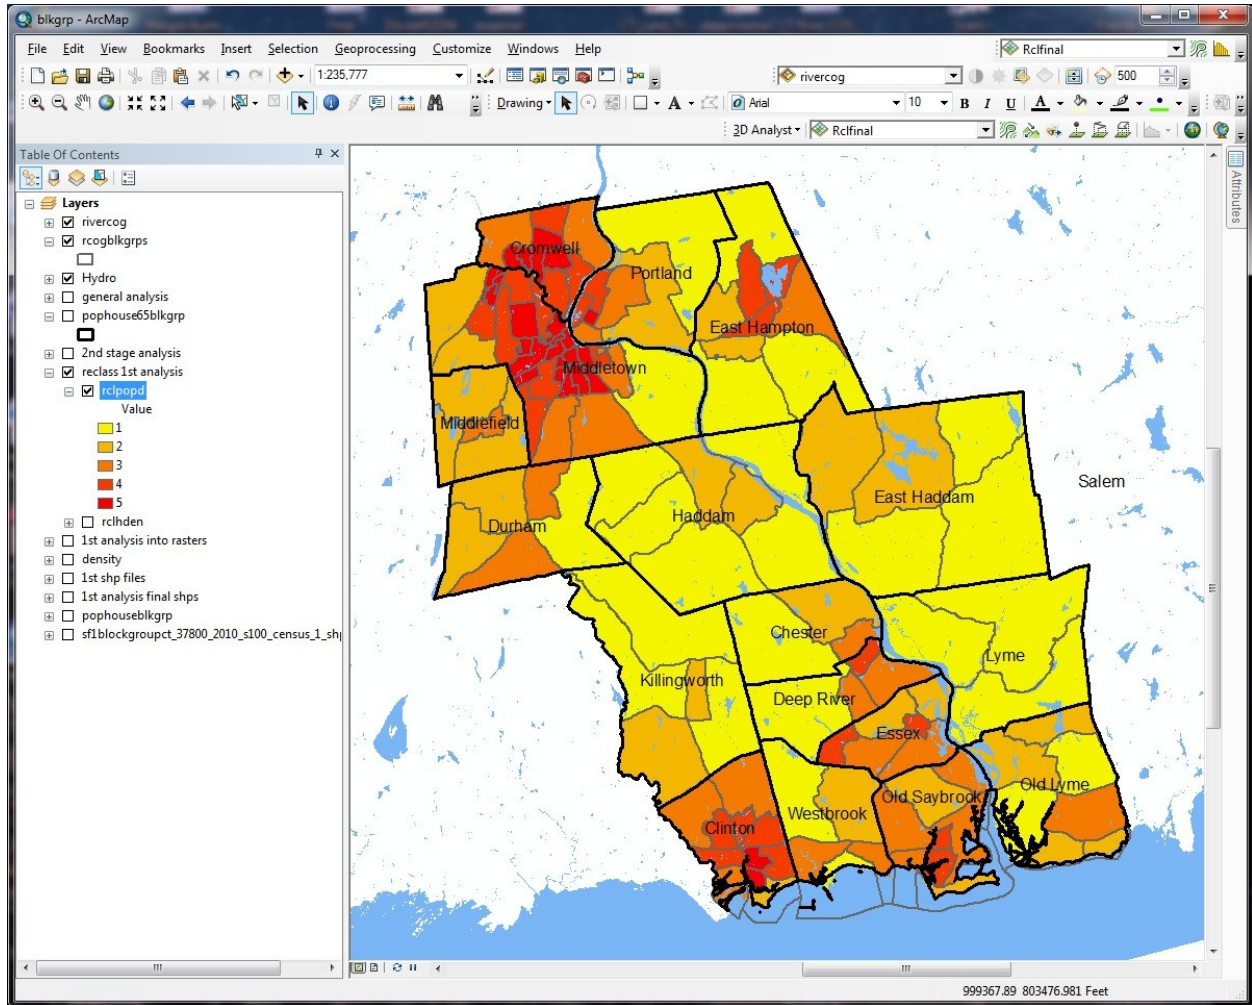 blkgrp - ArcMap
File Edit View Bookmarks Insert Selection Geoprocessing Customize Windows Help
Rclfinal
1:235,777
rivercog
500
Drawing
A
Arial
10
B I U A
3D Analyst
Rclfinal
Table Of Contents
Layers
rivercog
rcogblkgrps
Hydro
general analysis
pophouse65blkgrp
2nd stage analysis
reclass 1st analysis
rclpopd
Value
1
2
3
4
5
rclhden
1st analysis into rasters
density
1st shp files
1st analysis final shps
pophouseblkgrp
sf1blockgroupct_37800_2010_s100_census_1_shp
Cromwell
Portland
East Hampton
Middletown
Middlefield
Salem
East Haddam
Haddam
Durham
Chester
Lyme
Killingworth
Deep River
Essex
Old Lyme
Old Saybrook
Westbrook
Clinton
Attributes
999367.89 803476.981 Feet